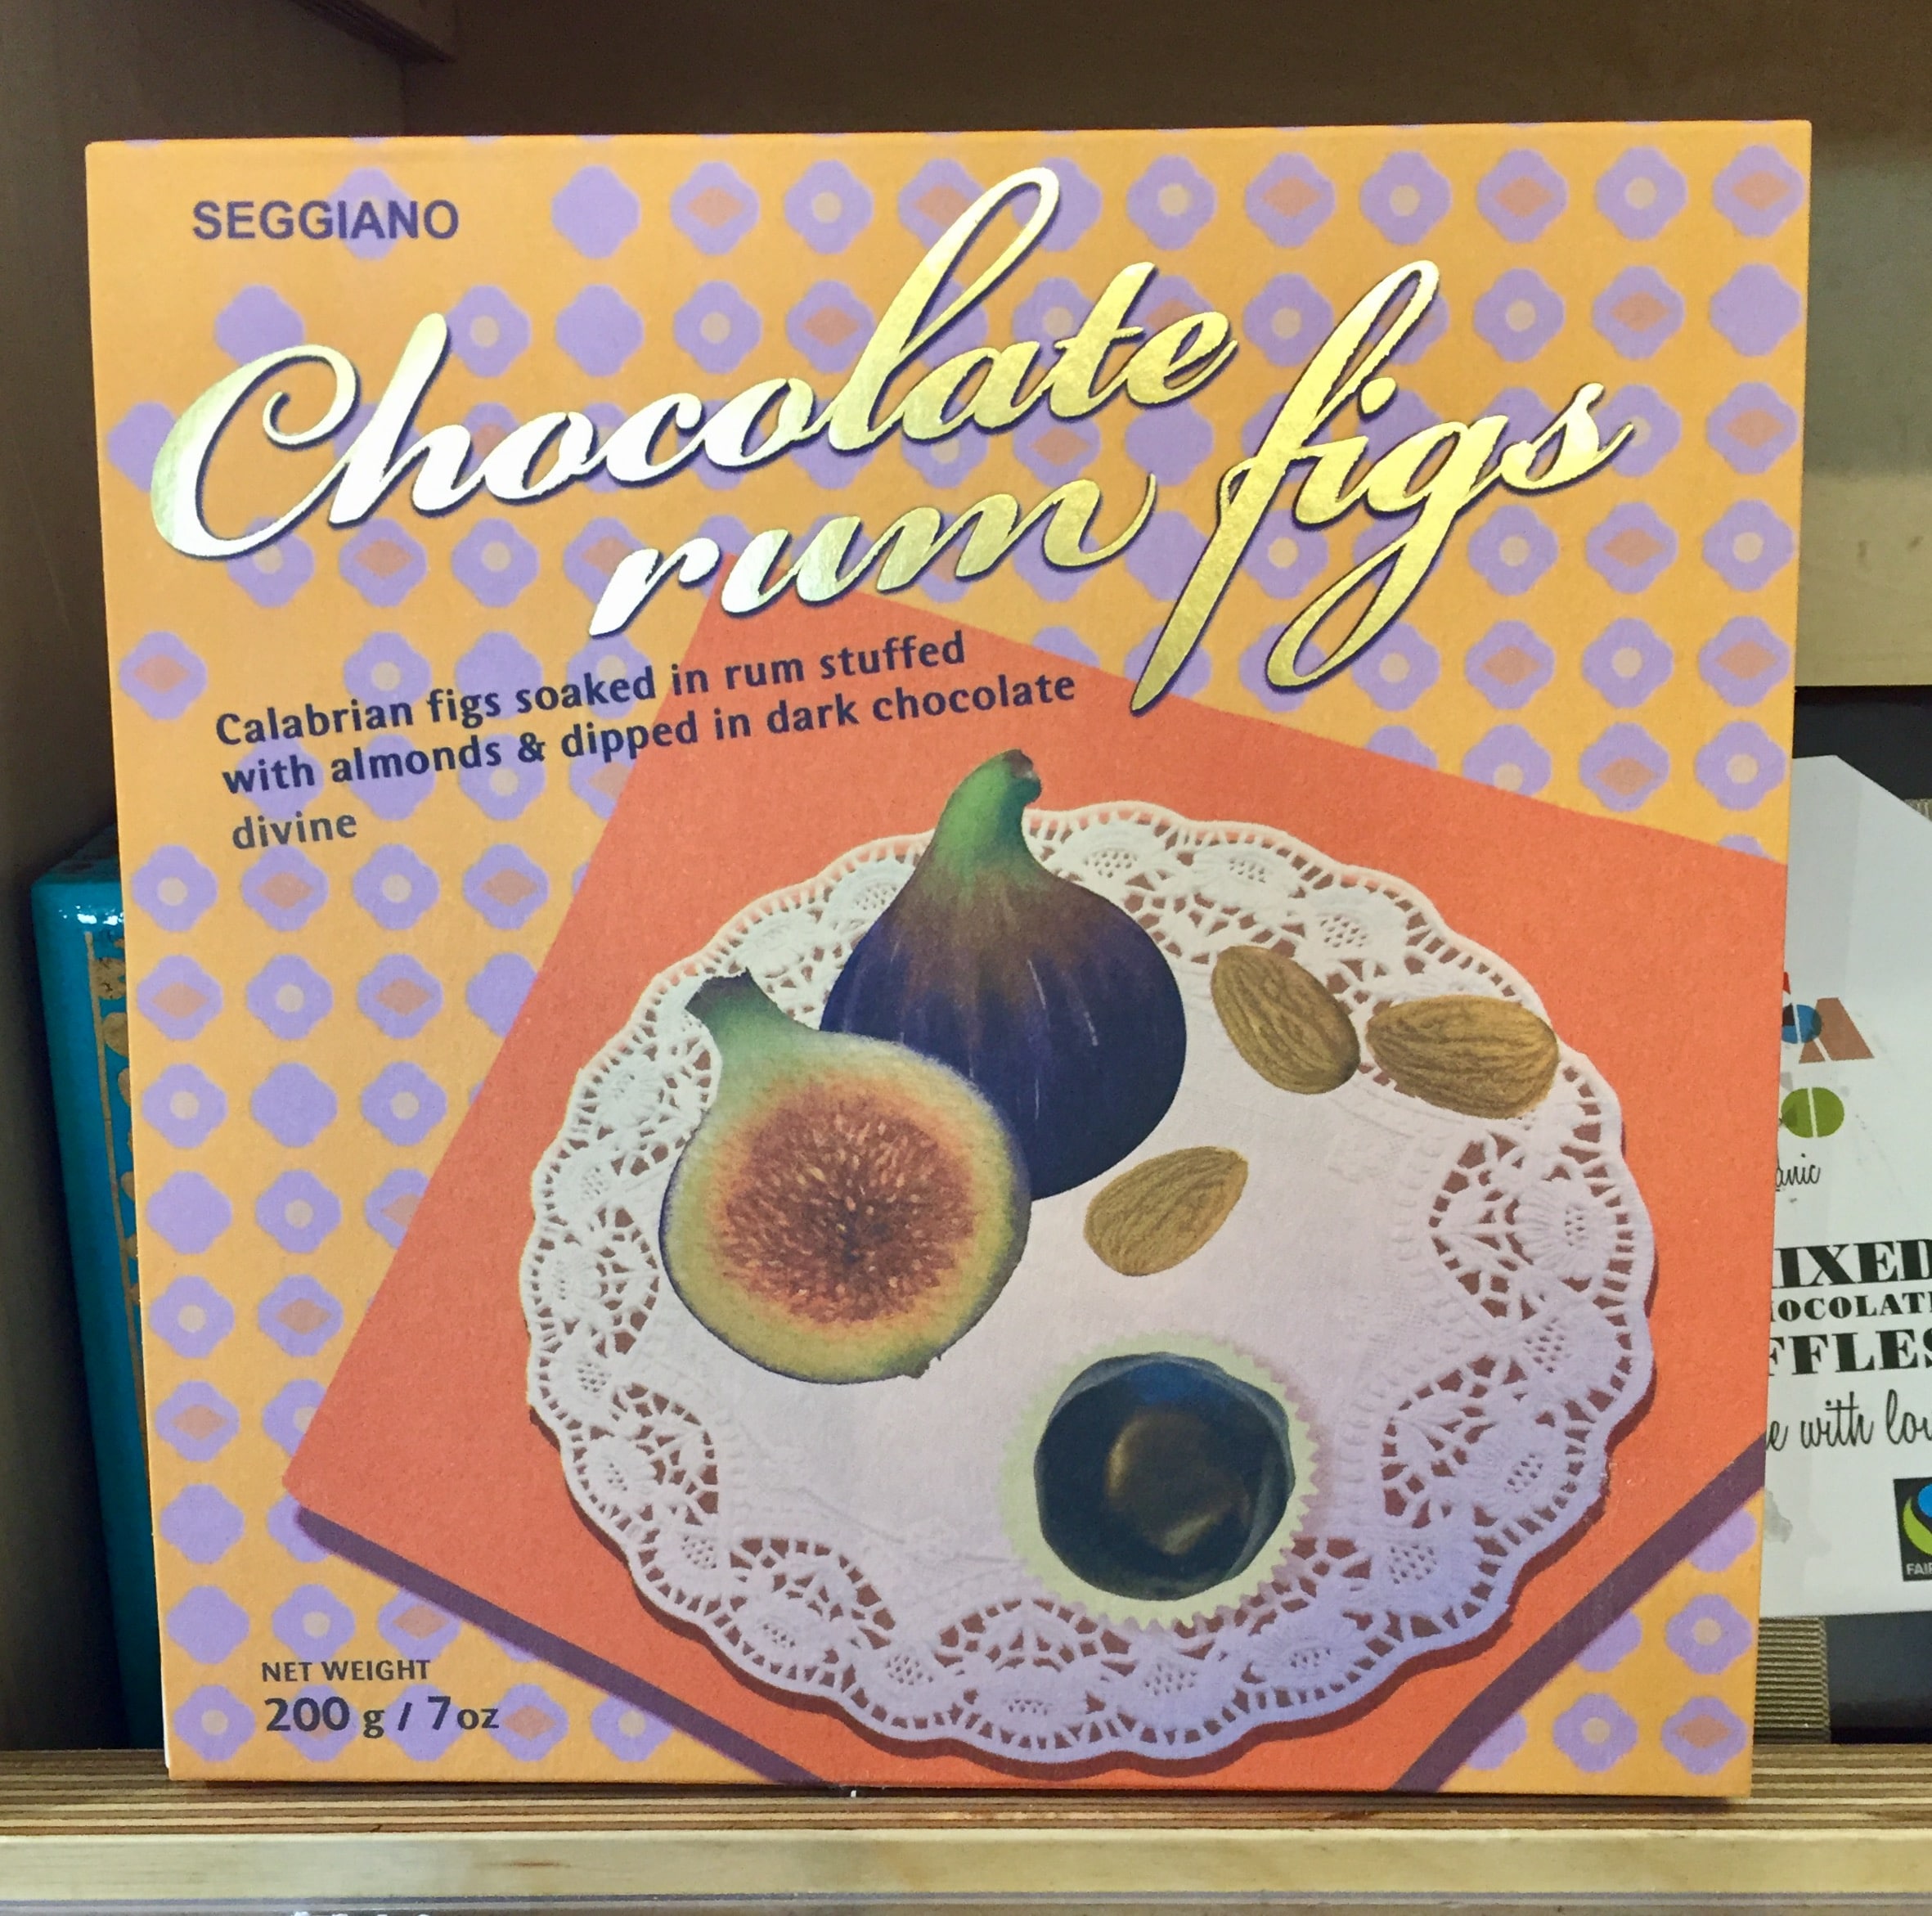 SEGGIANO
Chocolate
rum figs
Calabrian figs soaked in rum stuffed
with almonds & dipped in dark chocolate
divine
NET WEIGHT
200 g / 7oz
with